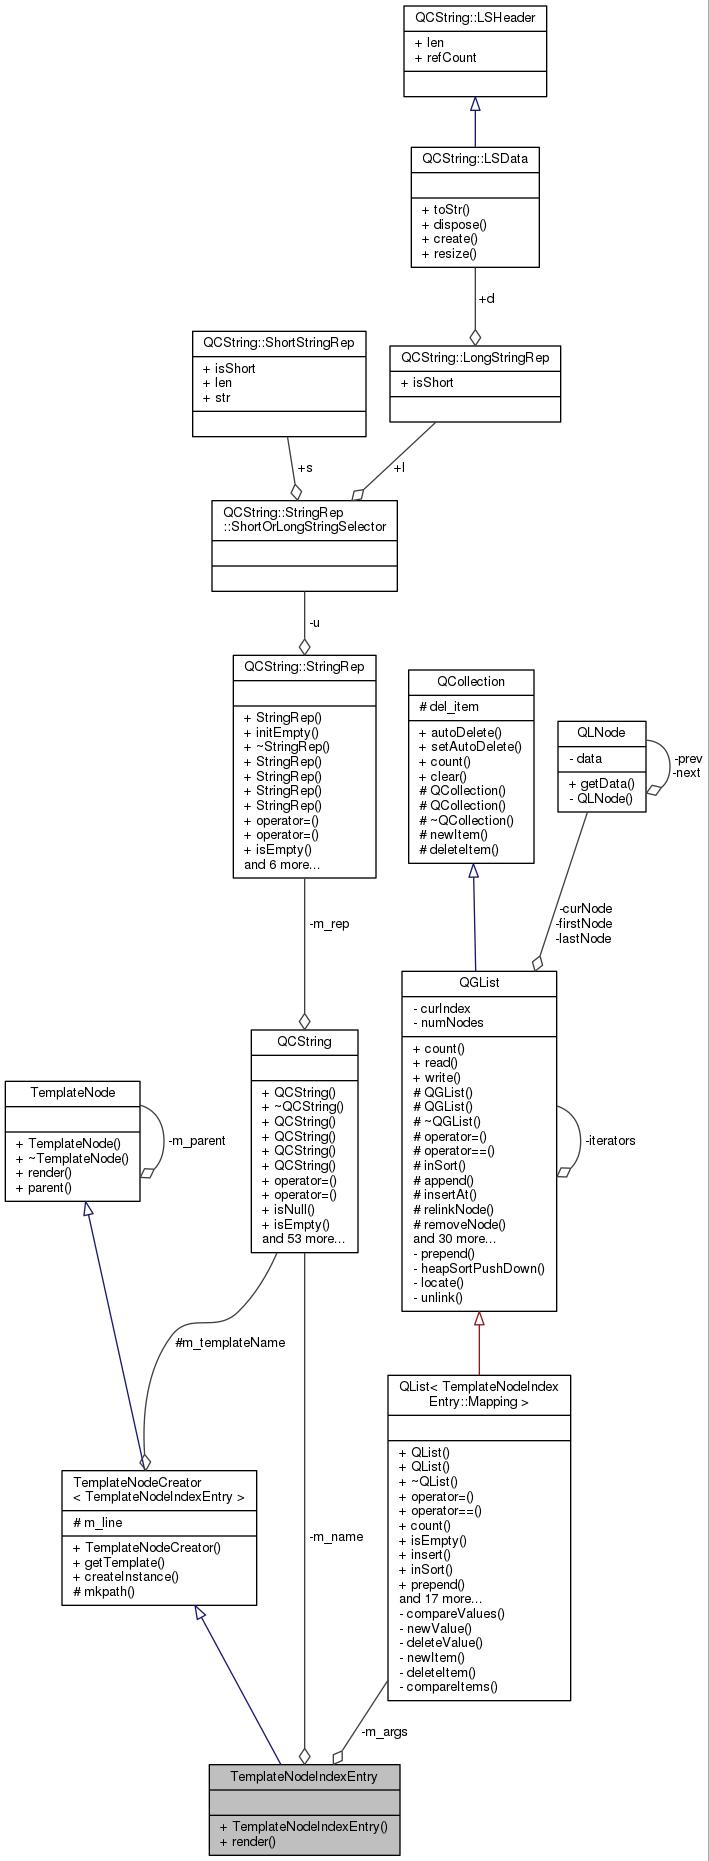 QCString::LSHeader
+ len
+ refCount
QCString::LSData
+ toStr()
+ dispose()
+ create()
+ resize()
+d
QCString::ShortStringRep
+ isShort
+ len
+ str
QCString::LongStringRep
+ isShort
+s
+l
QCString::StringRep
::ShortOrLongStringSelector
-u
QCString::StringRep
+ StringRep()
+ initEmpty()
+ ~StringRep()
+ StringRep()
+ StringRep()
+ StringRep()
+ StringRep()
+ operator=()
+ operator=()
+ isEmpty()
and 6 more...
QCollection
# del_item
+ autoDelete()
+ setAutoDelete()
+ count()
+ clear()
# QCollection()
# QCollection()
# ~QCollection()
# newItem()
# deleteItem()
QLNode
- data
+ getData()
- QLNode()
-prev
-next
-m_rep
-curNode
-firstNode
-lastNode
QGList
- curIndex
- numNodes
+ count()
+ read()
+ write()
# QGList()
# QGList()
# ~QGList()
# operator=()
# operator==()
# inSort()
# append()
# insertAt()
# relinkNode()
# removeNode()
and 30 more...
- prepend()
- heapSortPushDown()
- locate()
- unlink()
-iterators
QCString
+ QCString()
+ ~QCString()
+ QCString()
+ QCString()
+ QCString()
+ QCString()
+ operator=()
+ operator=()
+ isNull()
+ isEmpty()
and 53 more...
TemplateNode
+ TemplateNode()
+ ~TemplateNode()
+ render()
+ parent()
-m_parent
#m_templateName
QList< TemplateNodeIndex
Entry::Mapping >
+ QList()
+ QList()
+ ~QList()
+ operator=()
+ operator==()
+ count()
+ isEmpty()
+ insert()
+ inSort()
+ prepend()
and 17 more...
- compareValues()
- newValue()
- deleteValue()
- newItem()
- deleteItem()
- compareItems()
TemplateNodeCreator
< TemplateNodeIndexEntry >
# m_line
+ TemplateNodeCreator()
+ getTemplate()
+ createInstance()
# mkpath()
-m_name
-m_args
TemplateNodeIndexEntry
+ TemplateNodeIndexEntry()
+ render()